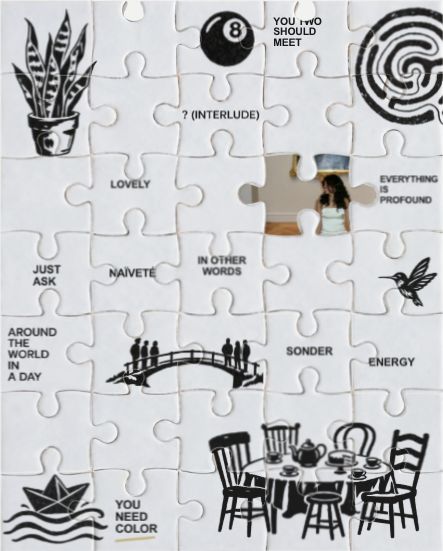 8
YOU TWO
SHOULD
MEET
? (INTERLUDE)
LOVELY
EVERYTHING
IS
PROFOUND
JUST
ASK
NAÏVETÉ
IN OTHER
WORDS
AROUND
THE
WORLD
IN
A DAY
SONDER
ENERGY
YOU
NEED
COLOR